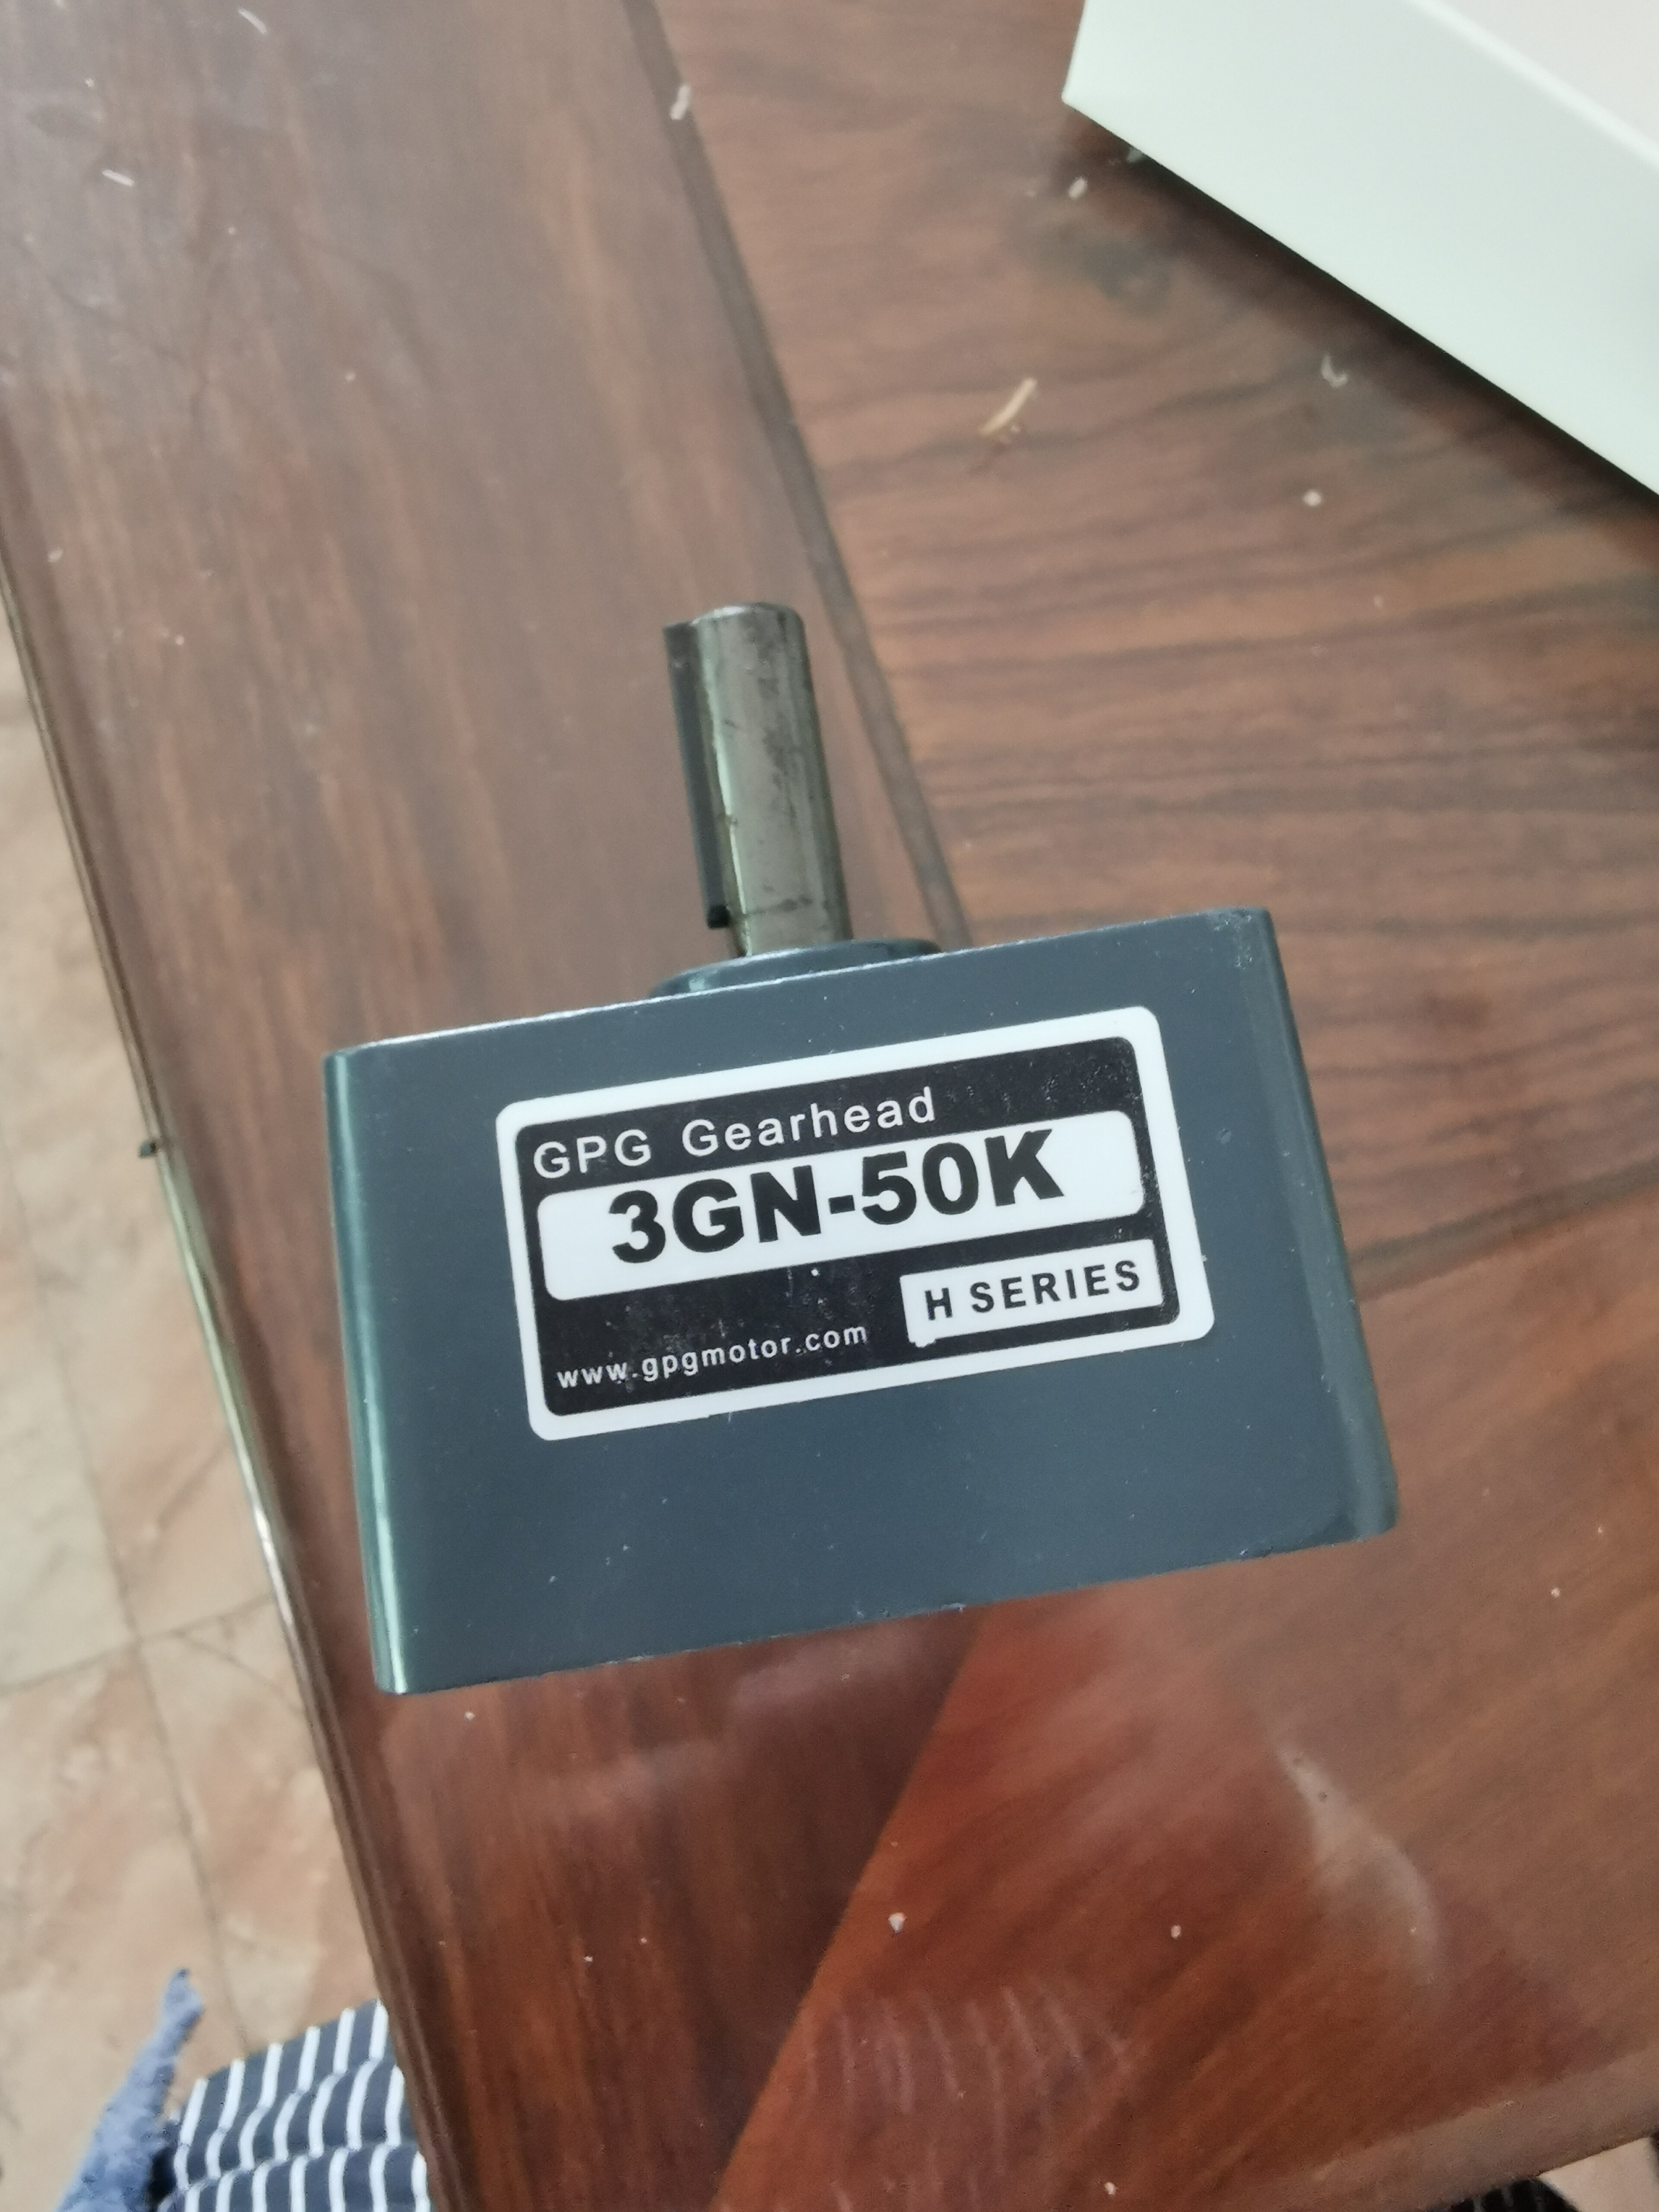 GPG Gearhead
3GN-50K
H SERIES
www.gpgmotor.com